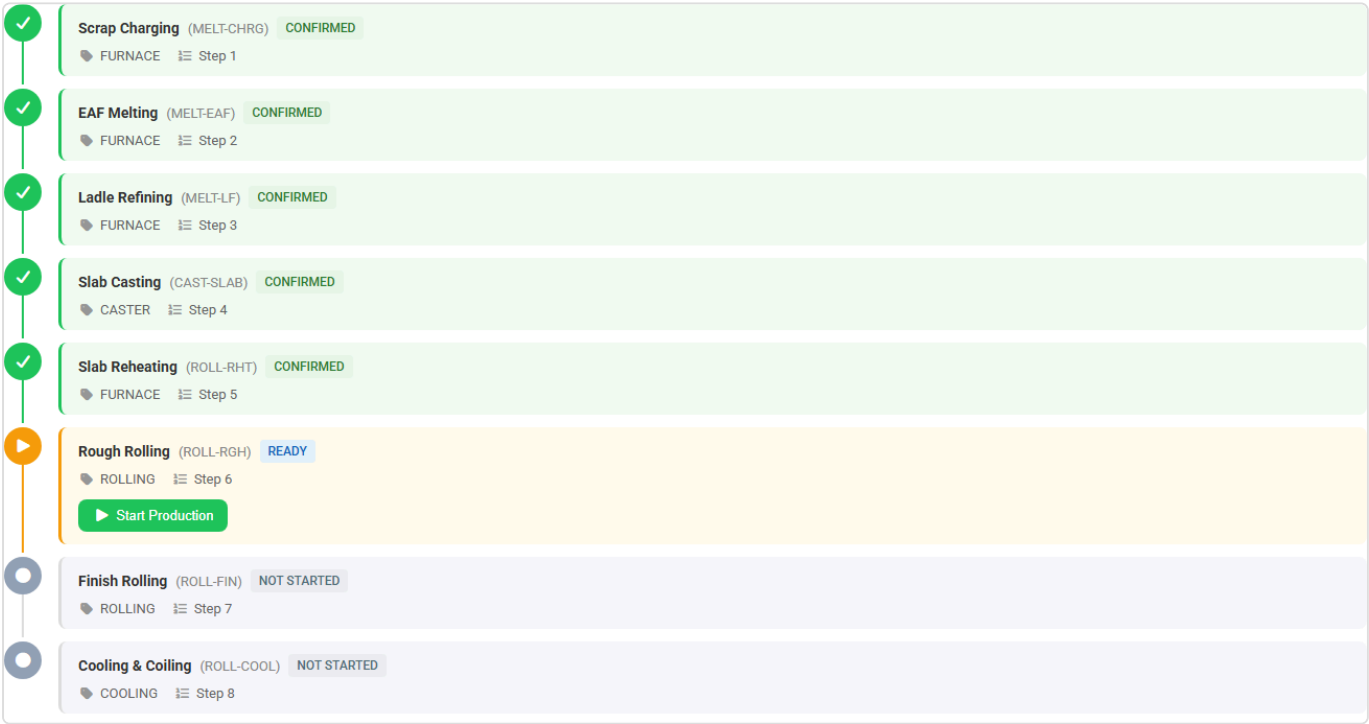 Scrap Charging (MELT-CHRG) CONFIRMED
FURNACE Step 1
EAF Melting (MELT-EAF) CONFIRMED
FURNACE Step 2
Ladle Refining (MELT-LF) CONFIRMED
FURNACE Step 3
Slab Casting (CAST-SLAB) CONFIRMED
CASTER Step 4
Slab Reheating (ROLL-RHT) CONFIRMED
FURNACE Step 5
Rough Rolling (ROLL-RGH) READY
ROLLING Step 6
Start Production
Finish Rolling (ROLL-FIN) NOT STARTED
ROLLING Step 7
Cooling & Coiling (ROLL-COOL) NOT STARTED
COOLING Step 8